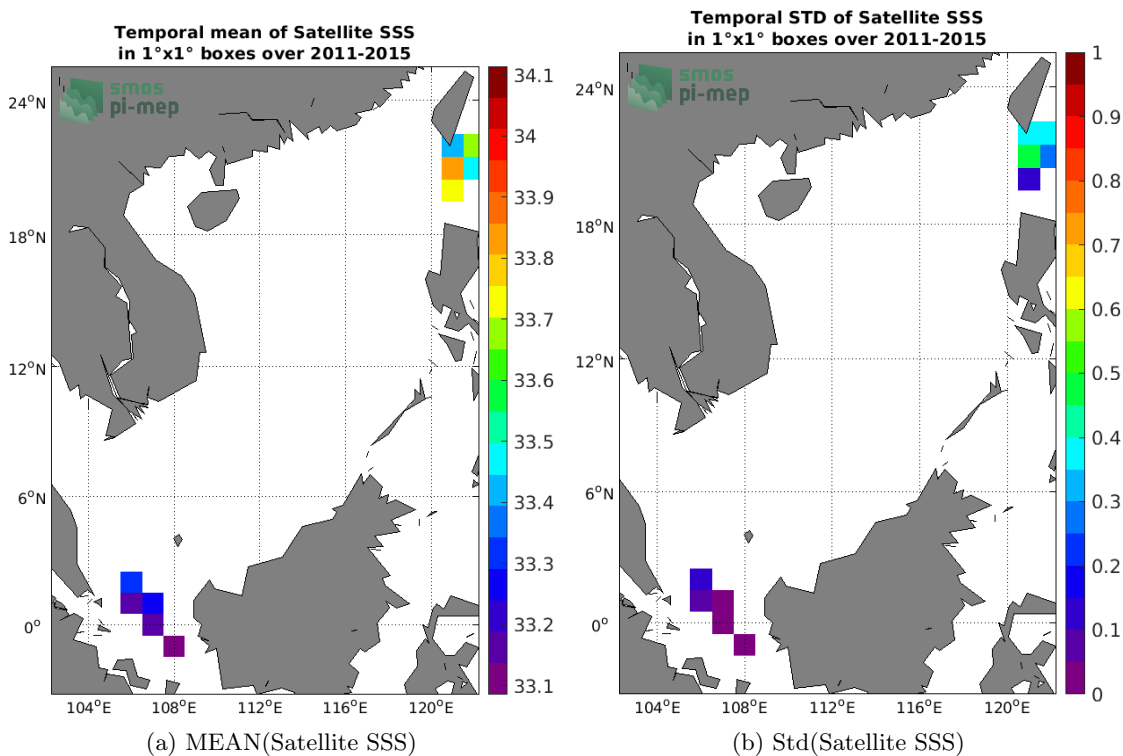 Temporal mean of Satellite SSS
in 1°x1° boxes over 2011-2015
smos
pi-mep
24°N
18°N
12°N
6°N
0°
104°E
108°E
112°E
116°E
120°E
34.1
34
33.9
33.8
33.7
33.6
33.5
33.4
33.3
33.2
33.1
(a) MEAN(Satellite SSS)
Temporal STD of Satellite SSS
in 1°x1° boxes over 2011-2015
smos
pi-mep
24°N
18°N
12°N
6°N
0°
104°E
108°E
112°E
116°E
120°E
1
0.9
0.8
0.7
0.6
0.5
0.4
0.3
0.2
0.1
0
(b) Std(Satellite SSS)